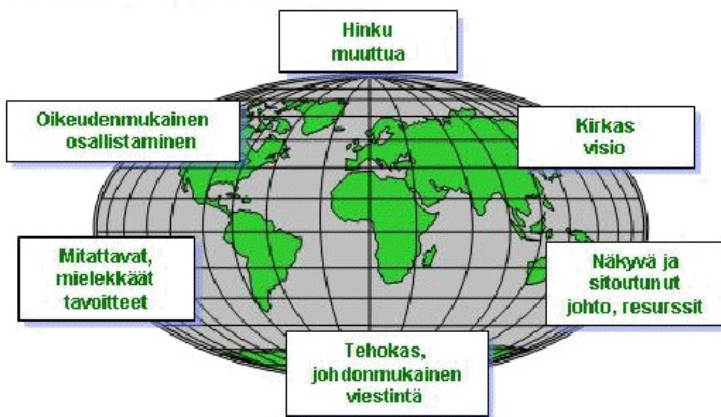 Hinku
muuttua
Oikeudenmukainen
osallistaminen
Kirkas
visio
Mitattavat,
mielekkäät
tavoitteet
Näkyvä ja
sitoutunut
johto, resurssit
Tehokas,
johdonmukainen
viestintä